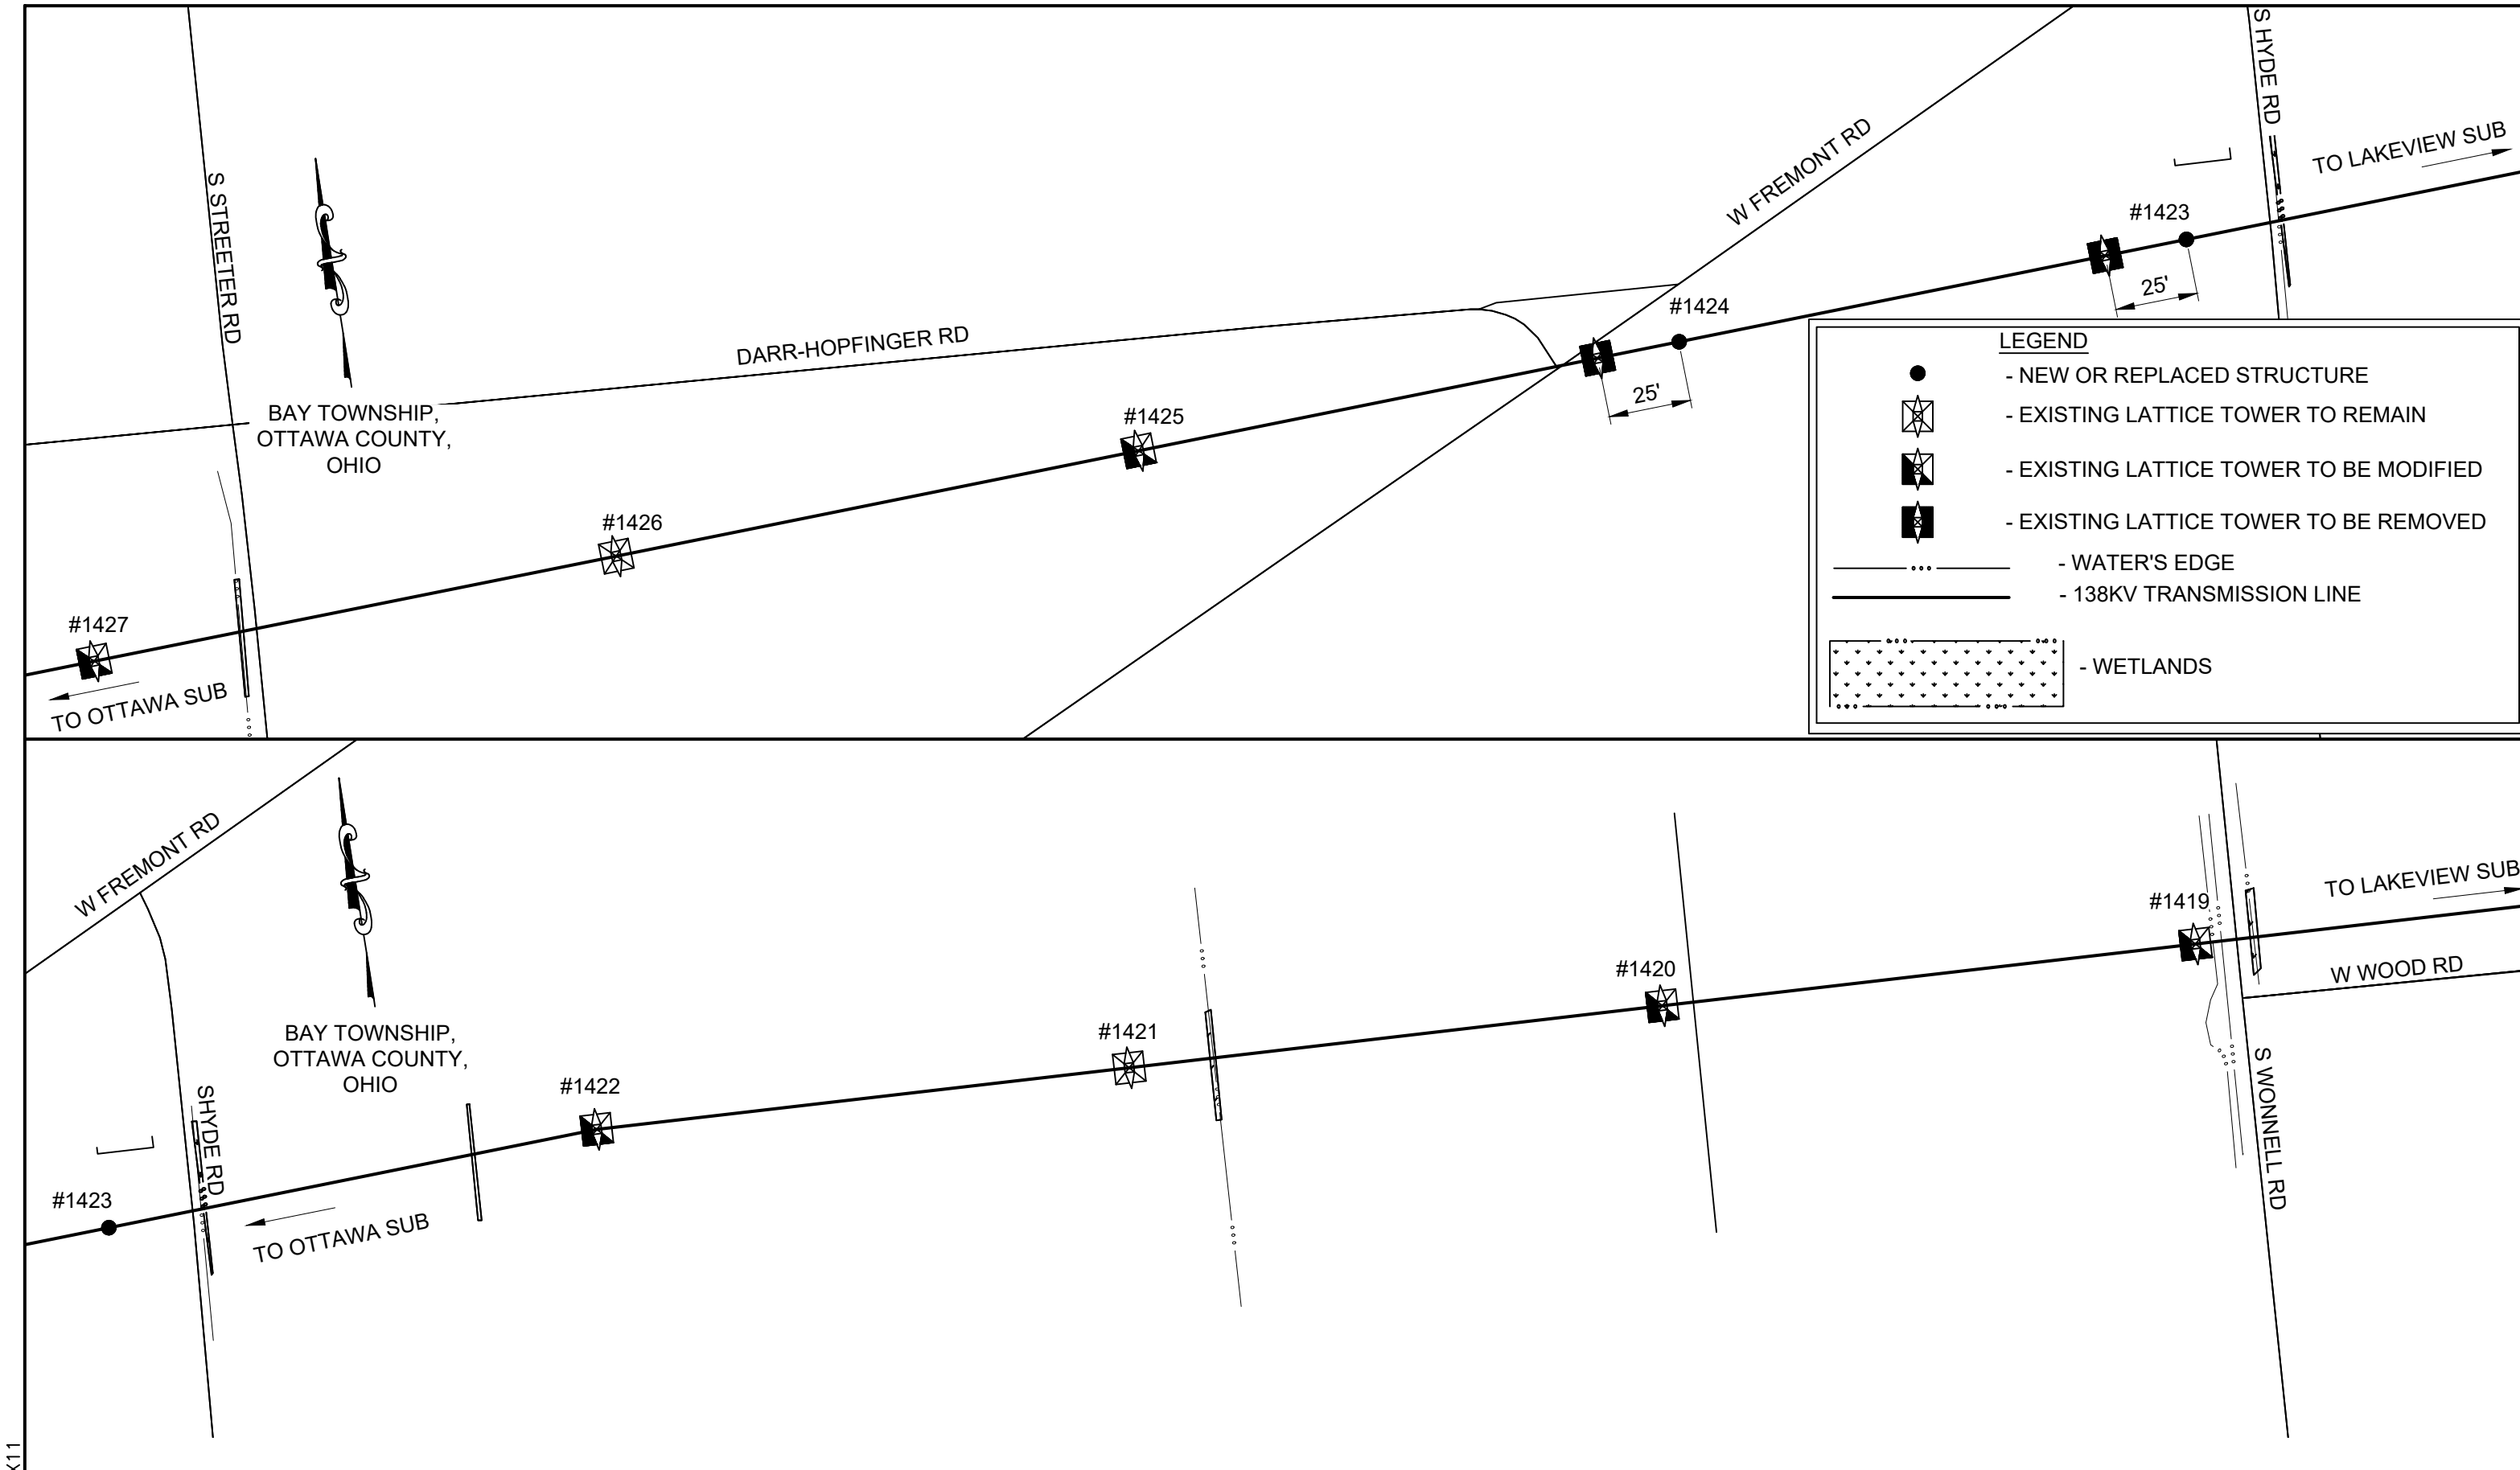 S STREETER RD
BAY TOWNSHIP,
OTTAWA COUNTY,
OHIO
DARR-HOPFINGER RD
W FREMONT RD
S HYDE RD
TO LAKEVIEW SUB
#1423
25'
#1424
25'
#1425
#1426
#1427
TO OTTAWA SUB
LEGEND
- NEW OR REPLACED STRUCTURE
- EXISTING LATTICE TOWER TO REMAIN
- EXISTING LATTICE TOWER TO BE MODIFIED
- EXISTING LATTICE TOWER TO BE REMOVED
- WATER'S EDGE
- 138KV TRANSMISSION LINE
- WETLANDS
W FREMONT RD
BAY TOWNSHIP,
OTTAWA COUNTY,
OHIO
SHYDE RD
#1423
TO OTTAWA SUB
#1422
#1421
#1420
#1419
TO LAKEVIEW SUB
W WOOD RD
S WONNELL RD
X11